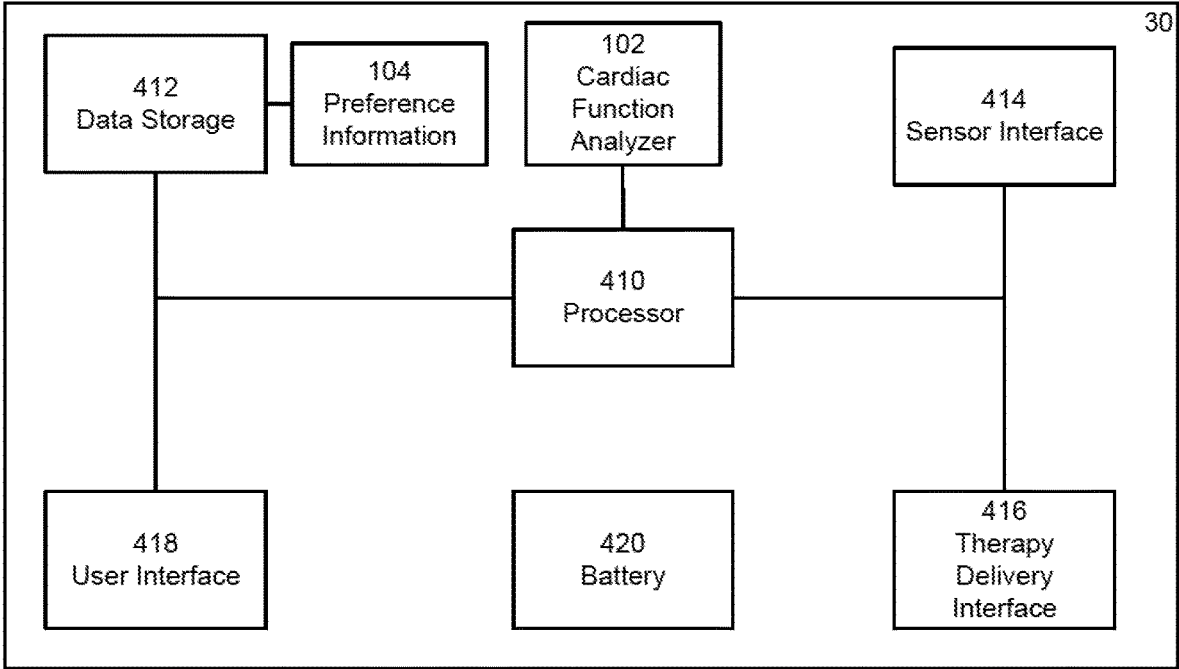 30
412
Data Storage
104
Preference
Information
102
Cardiac
Function
Analyzer
414
Sensor Interface
410
Processor
418
User Interface
420
Battery
416
Therapy
Delivery
Interface